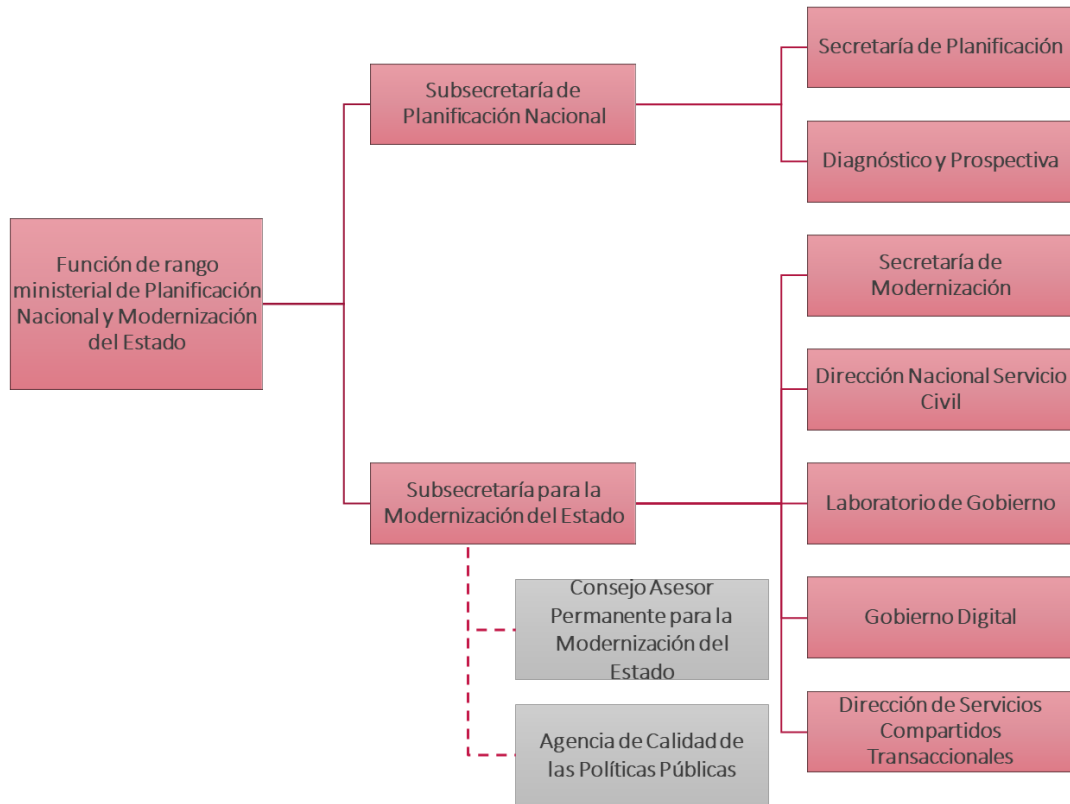 Función de rango
ministerial de Planificación
Nacional y Modernización
del Estado
Subsecretaría de
Planificación Nacional
Secretaría de Planificación
Diagnóstico y Prospectiva
Subsecretaría para la
Modernización del Estado
Secretaría de
Modernización
Dirección Nacional Servicio
Civil
Laboratorio de Gobierno
Gobierno Digital
Dirección de Servicios
Compartidos
Transaccionales
Consejo Asesor
Permanente para la
Modernización del
Estado
Agencia de Calidad de
las Políticas Públicas